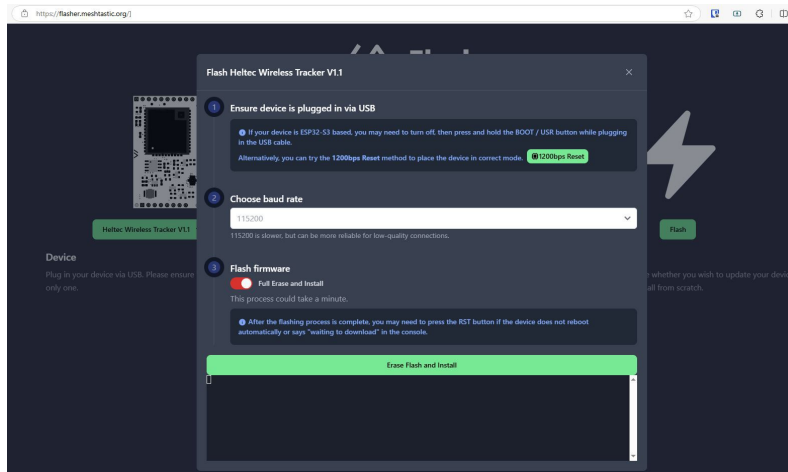 https://flasher.meshtastic.org/
Flash Heltec Wireless Tracker V1.1
1
Ensure device is plugged in via USB
If your device is ESP32-S3 based, you may need to turn off, then press and hold the BOOT / USR button while plugging
in the USB cable.
Alternatively, you can try the 1200bps Reset method to place the device in correct mode. 1200bps Reset
2
Choose baud rate
115200
115200 is slower, but can be more reliable for low-quality connections.
Heltec Wireless Tracker V1.1
Flash
Device
Plug in your device via USB. Please ensure
only one.
3
Flash firmware
Full Erase and Install
This process could take a minute.
whether you wish to update your
all from scratch.
After the flashing process is complete, you may need to press the RST button if the device does not reboot
automatically or says "waiting to download" in the console.
Erase Flash and Install